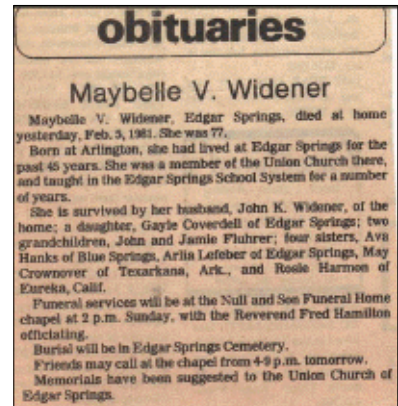 obituaries
Maybelle V. Widener
Maybelle V. Widener, Edgar Springs, died at home
yesterday, Feb. 5, 1981. She was 77.
Born at Arlington, she had lived at Edgar Springs for the
past 45 years. She was a member of the Union Church there,
and taught in the Edgar Springs School System for a number
of years.
She is survived by her husband, John K. Widener, of the
home; a daughter, Gayle Coverdell of Edgar Springs; two
grandchildren, John and Jamie Fluhrer; four sisters, Ava
Hanks of Blue Springs, Arlia Lefeber of Edgar Springs, May
Crownover of Texarkana, Ark., and Rosie Harmon of
Eureka, Calif.
Funeral services will be at the Null and Son Funeral Home
chapel at 2 p.m. Sunday, with the Reverend Fred Hamilton
officiating.
Burial will be in Edgar Springs Cemetery.
Friends may call at the chapel from 4-9 p.m. tomorrow.
Memorials have been suggested to the Union Church of
Edgar Springs.